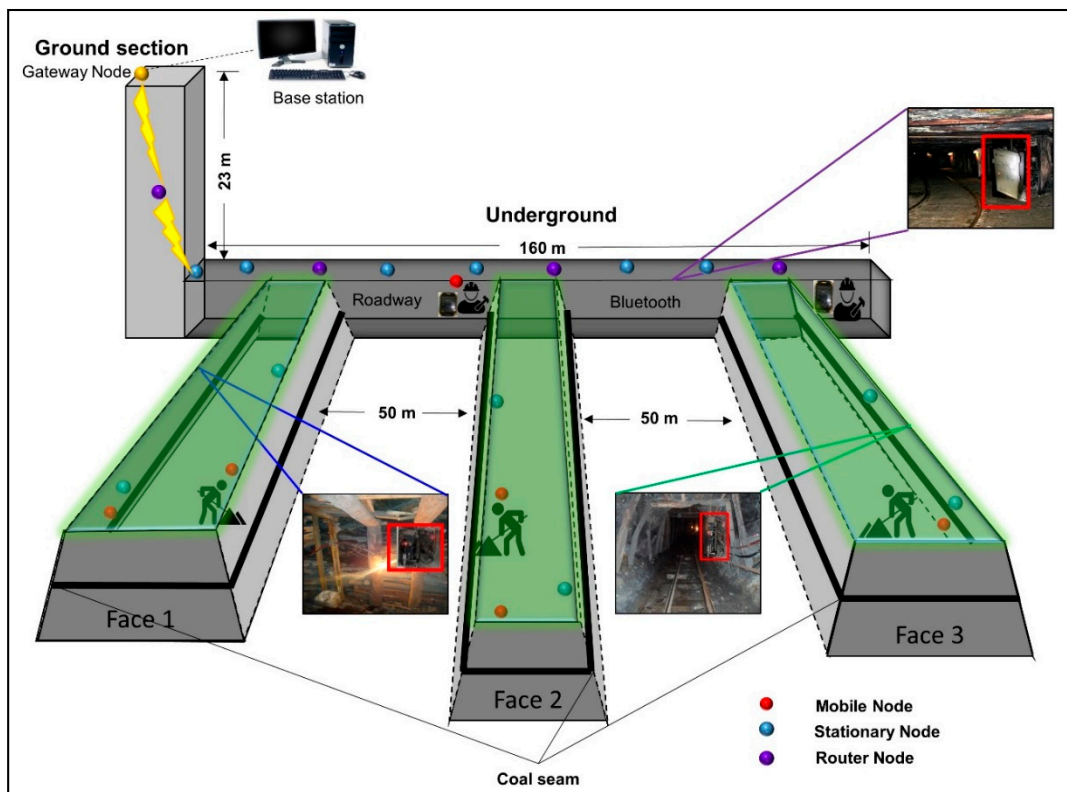 Ground section
Gateway Node
Base station
23 m
Underground
160 m
Roadway
Bluetooth
50 m
50 m
Face 1
Face 2
Face 3
Mobile Node
Stationary Node
Router Node
Coal seam